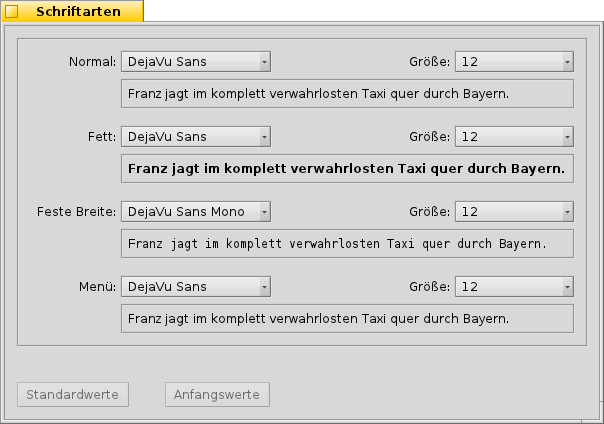 Schriftarten
Normal: DejaVu Sans Größe: 12
Franz jagt im komplett verwahrlosten Taxi quer durch Bayern.
Fett: DejaVu Sans Größe: 12
Franz jagt im komplett verwahrlosten Taxi quer durch Bayern.
Feste Breite: DejaVu Sans Mono Größe: 12
Franz jagt im komplett verwahrlosten Taxi quer durch Bayern.
Menü: DejaVu Sans Größe: 12
Franz jagt im komplett verwahrlosten Taxi quer durch Bayern.
Standardwerte Anfangswerte